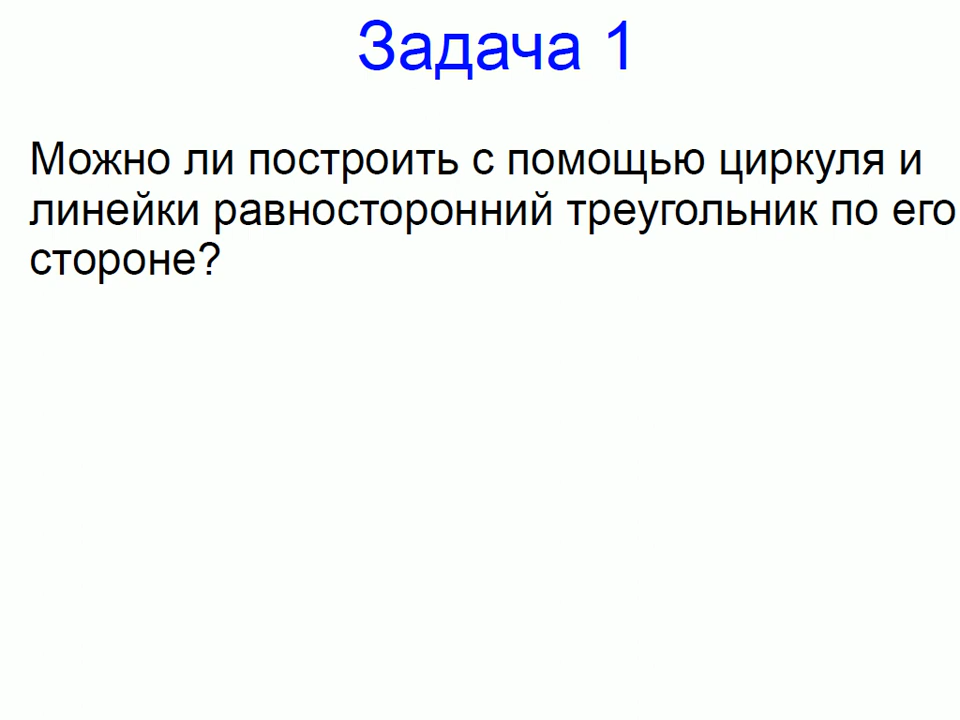 Задача 1
Можно ли построить с помощью циркуля и
линейки равносторонний треугольник по его
стороне?